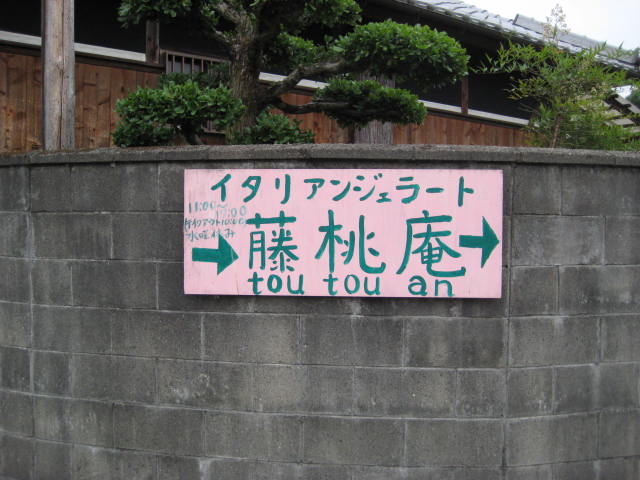 イタリアンジェラート
11:00〜
17:00
水曜休み
→藤桃庵→
tou tou an